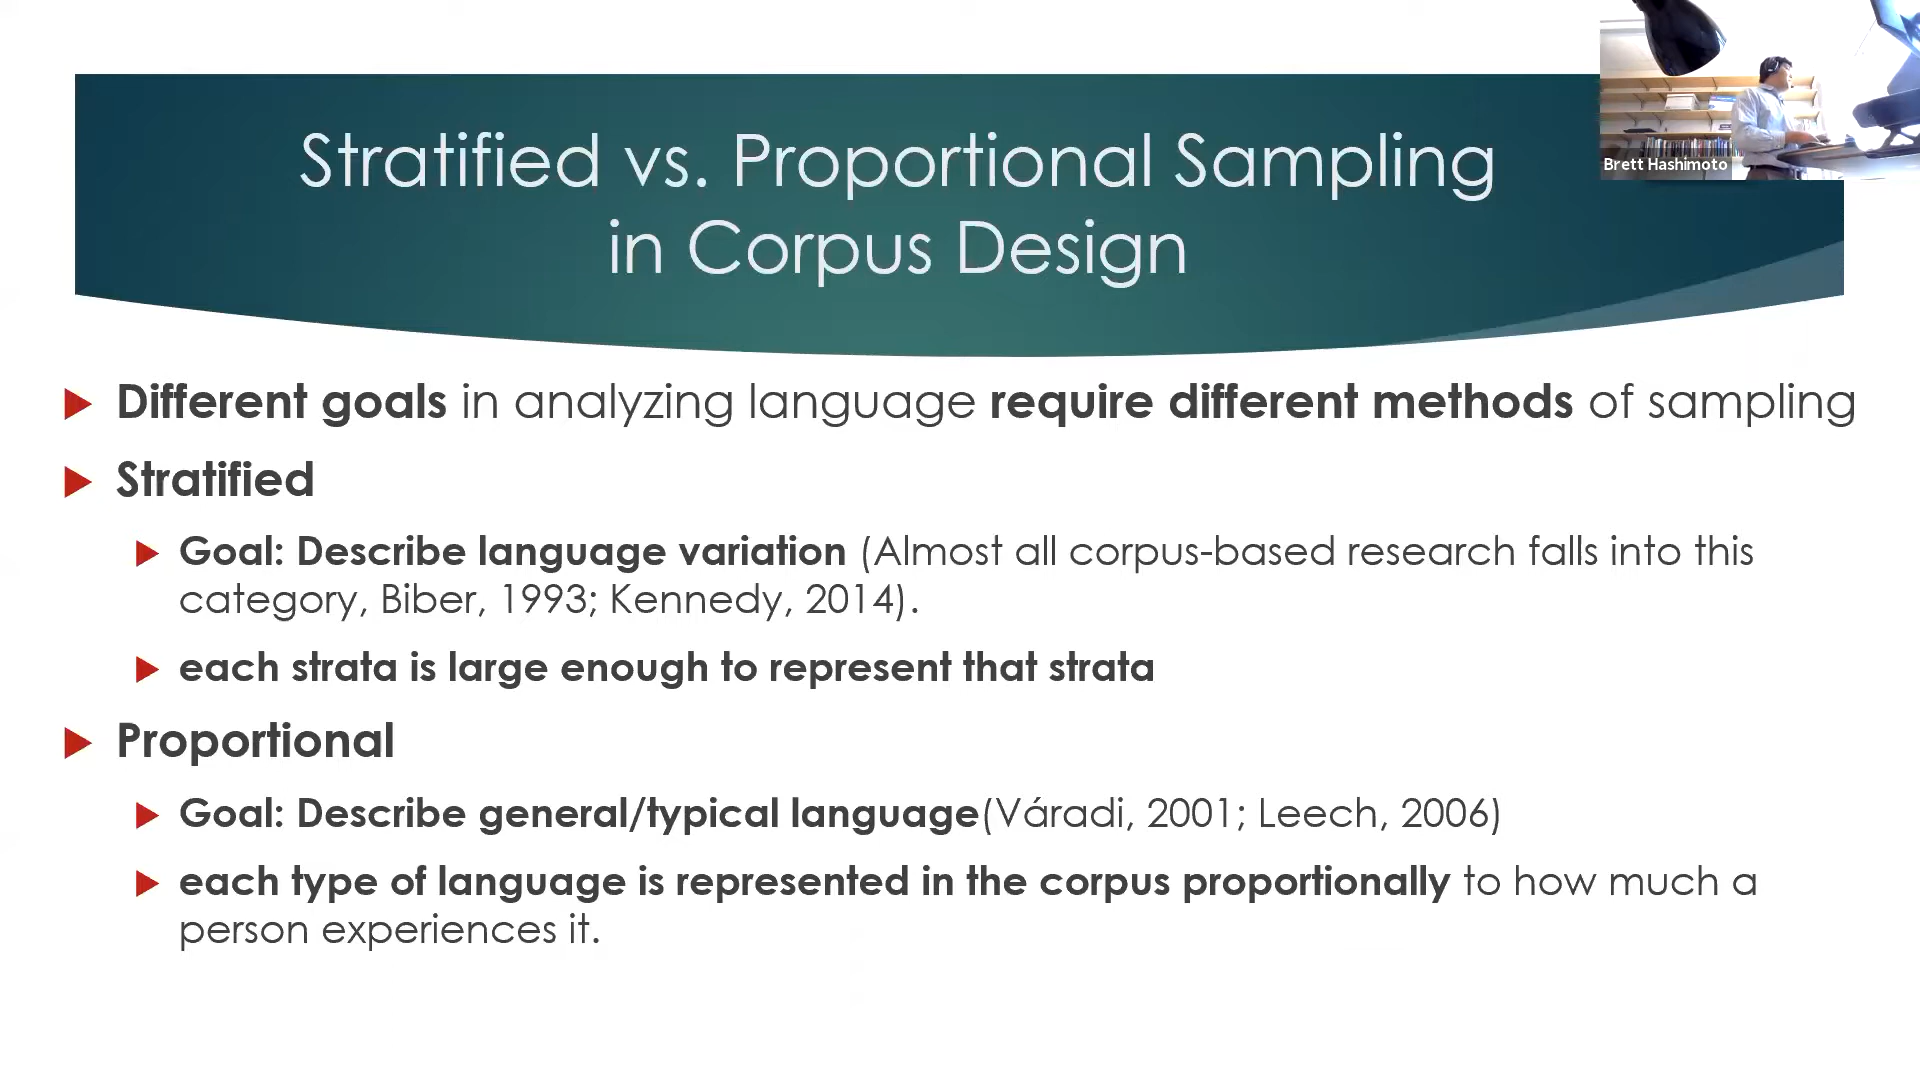 Stratified vs. Proportional Sampling
in Corpus Design
Brett Hashimoto
Different goals in analyzing language require different methods of sampling
Stratified
Goal: Describe language variation (Almost all corpus-based research falls into this
category, Biber, 1993; Kennedy, 2014).
each strata is large enough to represent that strata
Proportional
Goal: Describe general/typical language(Váradi, 2001; Leech, 2006)
each type of language is represented in the corpus proportionally to how much a
person experiences it.